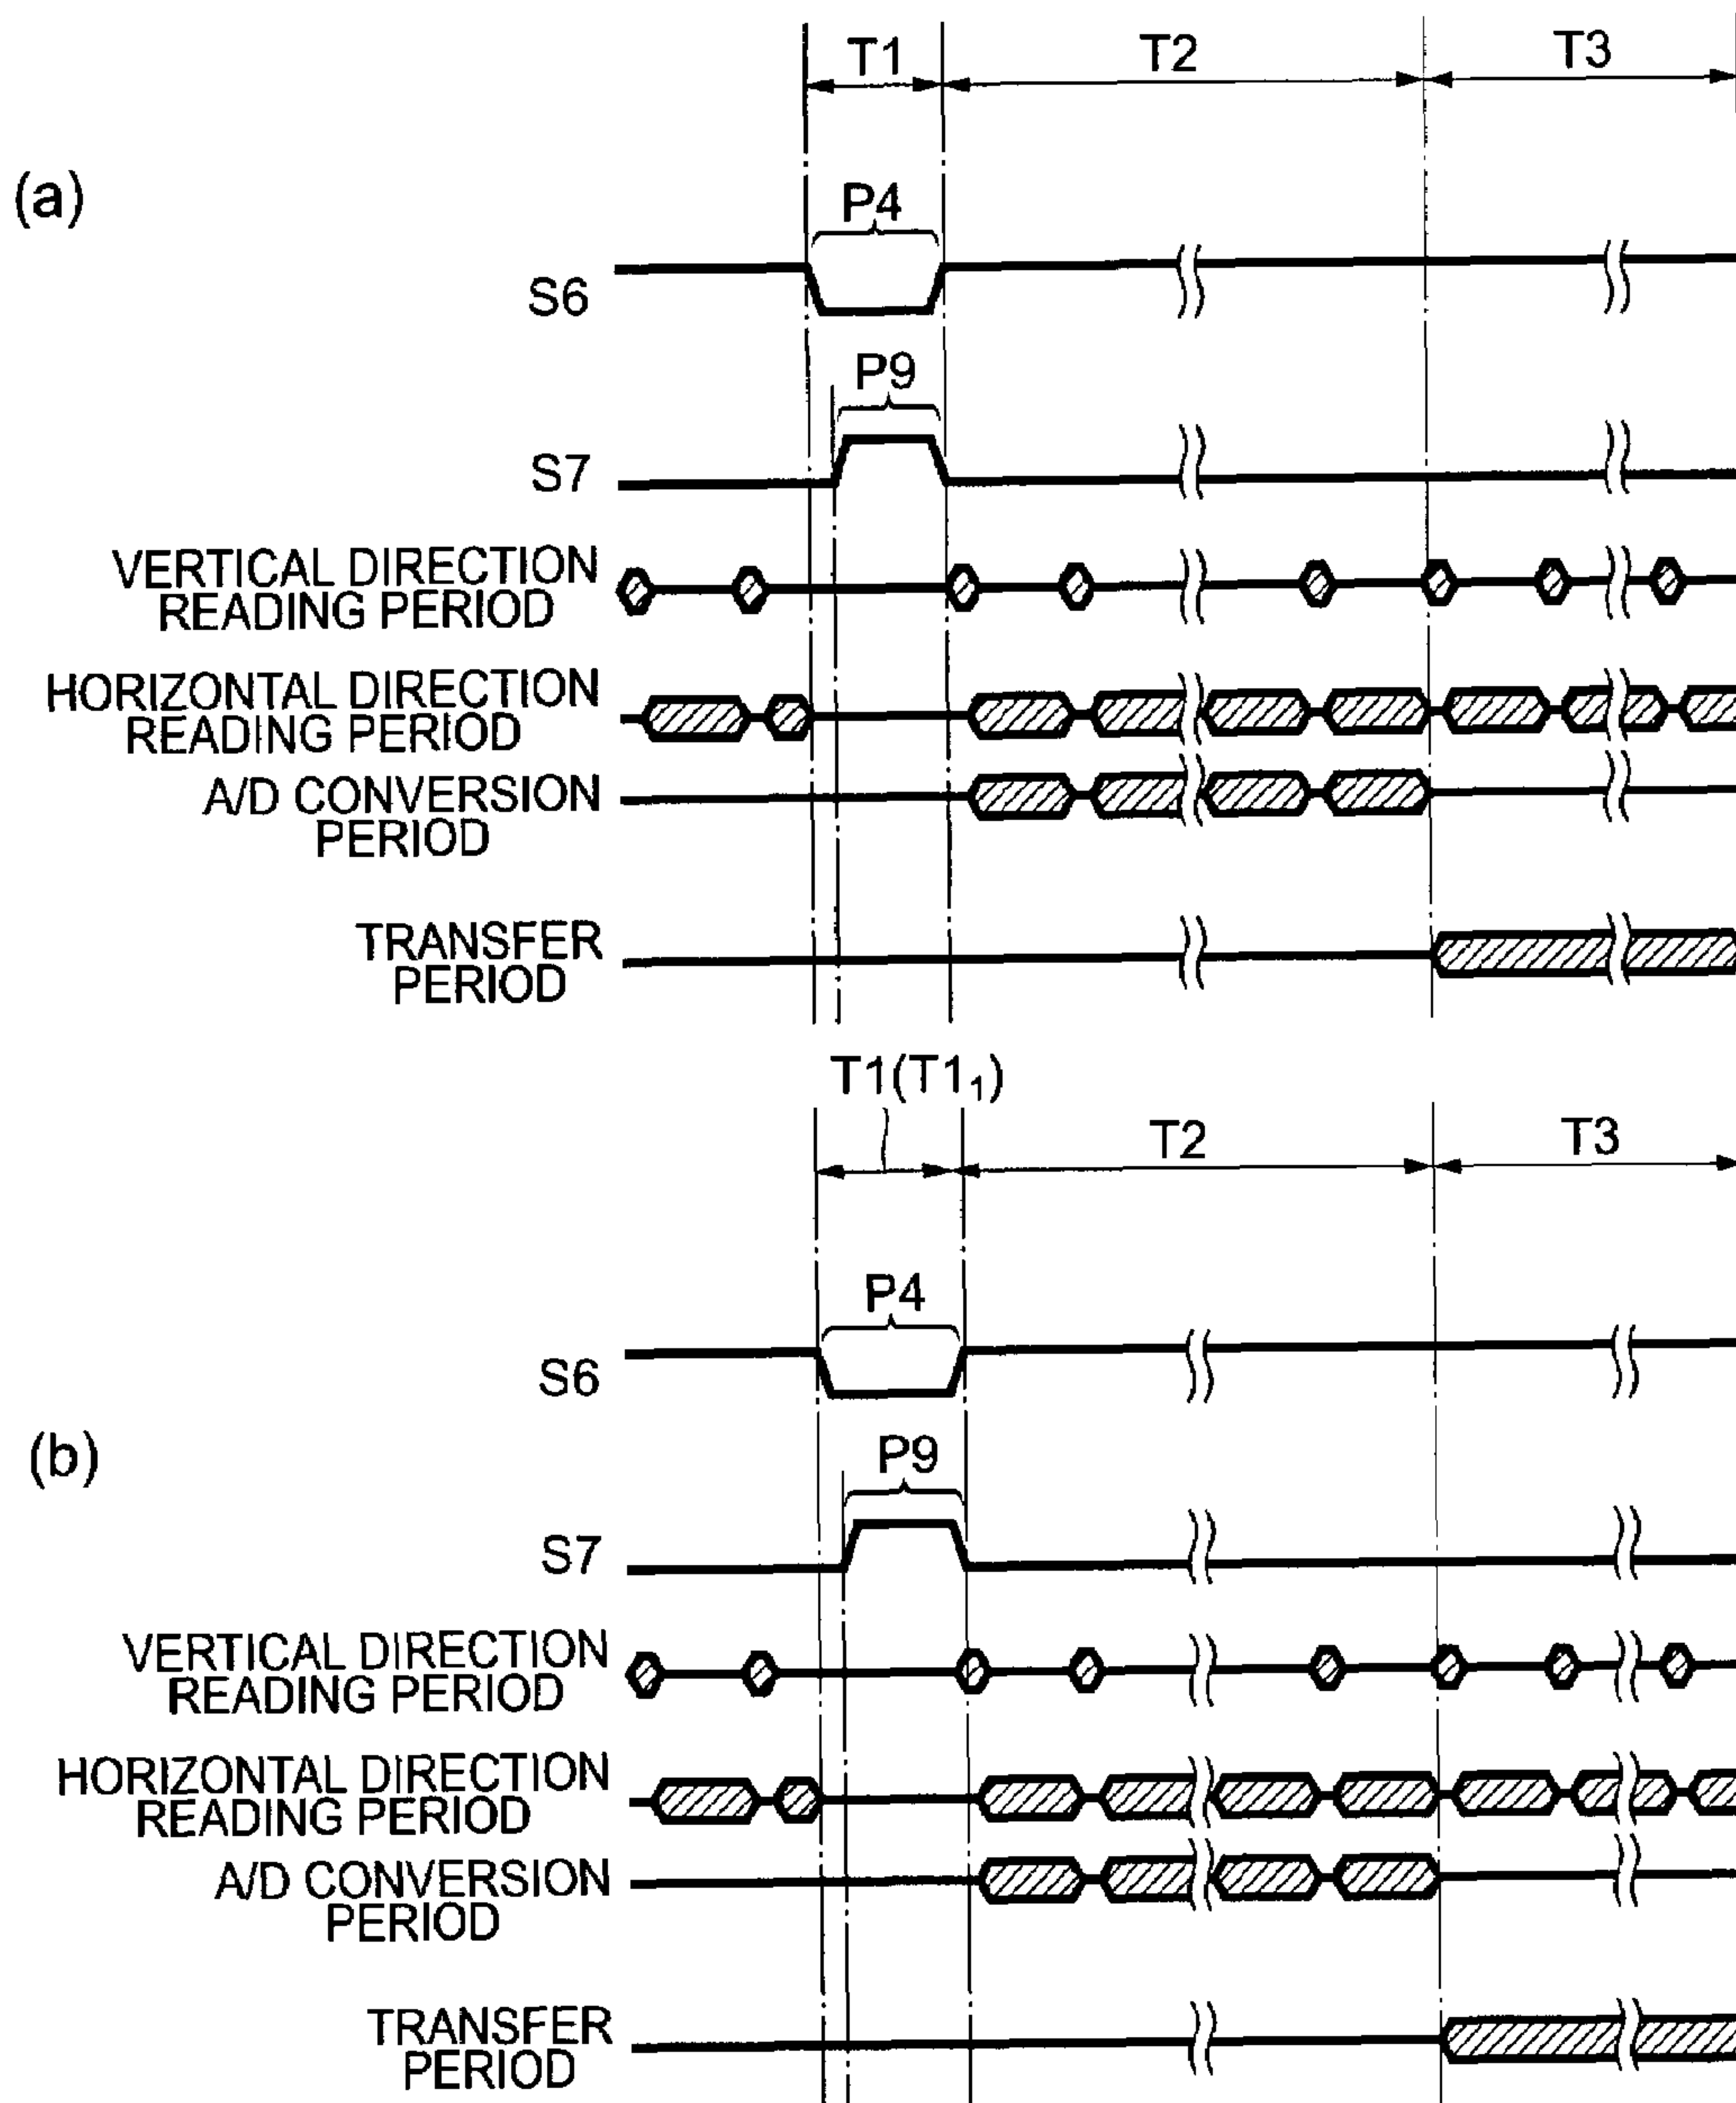 T1 T2 T3
(a)
P4
S6
P9
S7
VERTICAL DIRECTION
READING PERIOD
HORIZONTAL DIRECTION
READING PERIOD
A/D CONVERSION
PERIOD
TRANSFER
PERIOD
T1(T1₁)
T2 T3
P4
S6
(b)
P9
S7
VERTICAL DIRECTION
READING PERIOD
HORIZONTAL DIRECTION
READING PERIOD
A/D CONVERSION
PERIOD
TRANSFER
PERIOD